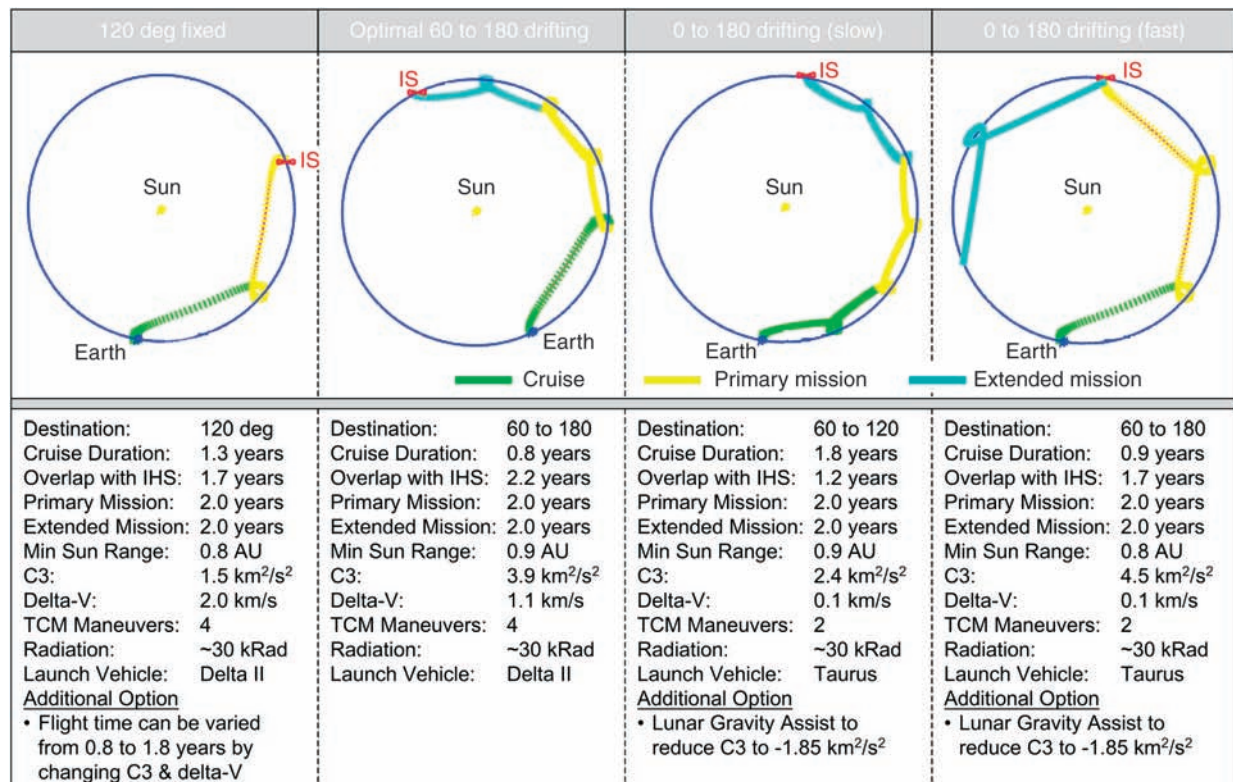 120 deg fixed
Optimal 60 to 180 drifting
0 to 180 drifting (slow)
0 to 180 drifting (fast)
IS
Sun
Earth
IS
Sun
Earth
IS
Sun
Earth
IS
Sun
Earth
Cruise
Primary mission
Extended mission
Destination: 120 deg
Cruise Duration: 1.3 years
Overlap with IHS: 1.7 years
Primary Mission: 2.0 years
Extended Mission: 2.0 years
Min Sun Range: 0.8 AU
C3: 1.5 km²/s²
Delta-V: 2.0 km/s
TCM Maneuvers: 4
Radiation: ~30 kRad
Launch Vehicle: Delta II
Additional Option
• Flight time can be varied
from 0.8 to 1.8 years by
changing C3 & delta-V
Destination: 60 to 180
Cruise Duration: 0.8 years
Overlap with IHS: 2.2 years
Primary Mission: 2.0 years
Extended Mission: 2.0 years
Min Sun Range: 0.9 AU
C3: 3.9 km²/s²
Delta-V: 1.1 km/s
TCM Maneuvers: 4
Radiation: ~30 kRad
Launch Vehicle: Delta II
Destination: 60 to 120
Cruise Duration: 1.8 years
Overlap with IHS: 1.2 years
Primary Mission: 2.0 years
Extended Mission: 2.0 years
Min Sun Range: 0.9 AU
C3: 2.4 km²/s²
Delta-V: 0.1 km/s
TCM Maneuvers: 2
Radiation: ~30 kRad
Launch Vehicle: Taurus
Additional Option
• Lunar Gravity Assist to
reduce C3 to -1.85 km²/s²
Destination: 60 to 180
Cruise Duration: 0.9 years
Overlap with IHS: 1.7 years
Primary Mission: 2.0 years
Extended Mission: 2.0 years
Min Sun Range: 0.8 AU
C3: 4.5 km²/s²
Delta-V: 0.1 km/s
TCM Maneuvers: 2
Radiation: ~30 kRad
Launch Vehicle: Taurus
Additional Option
• Lunar Gravity Assist to
reduce C3 to -1.85 km²/s²